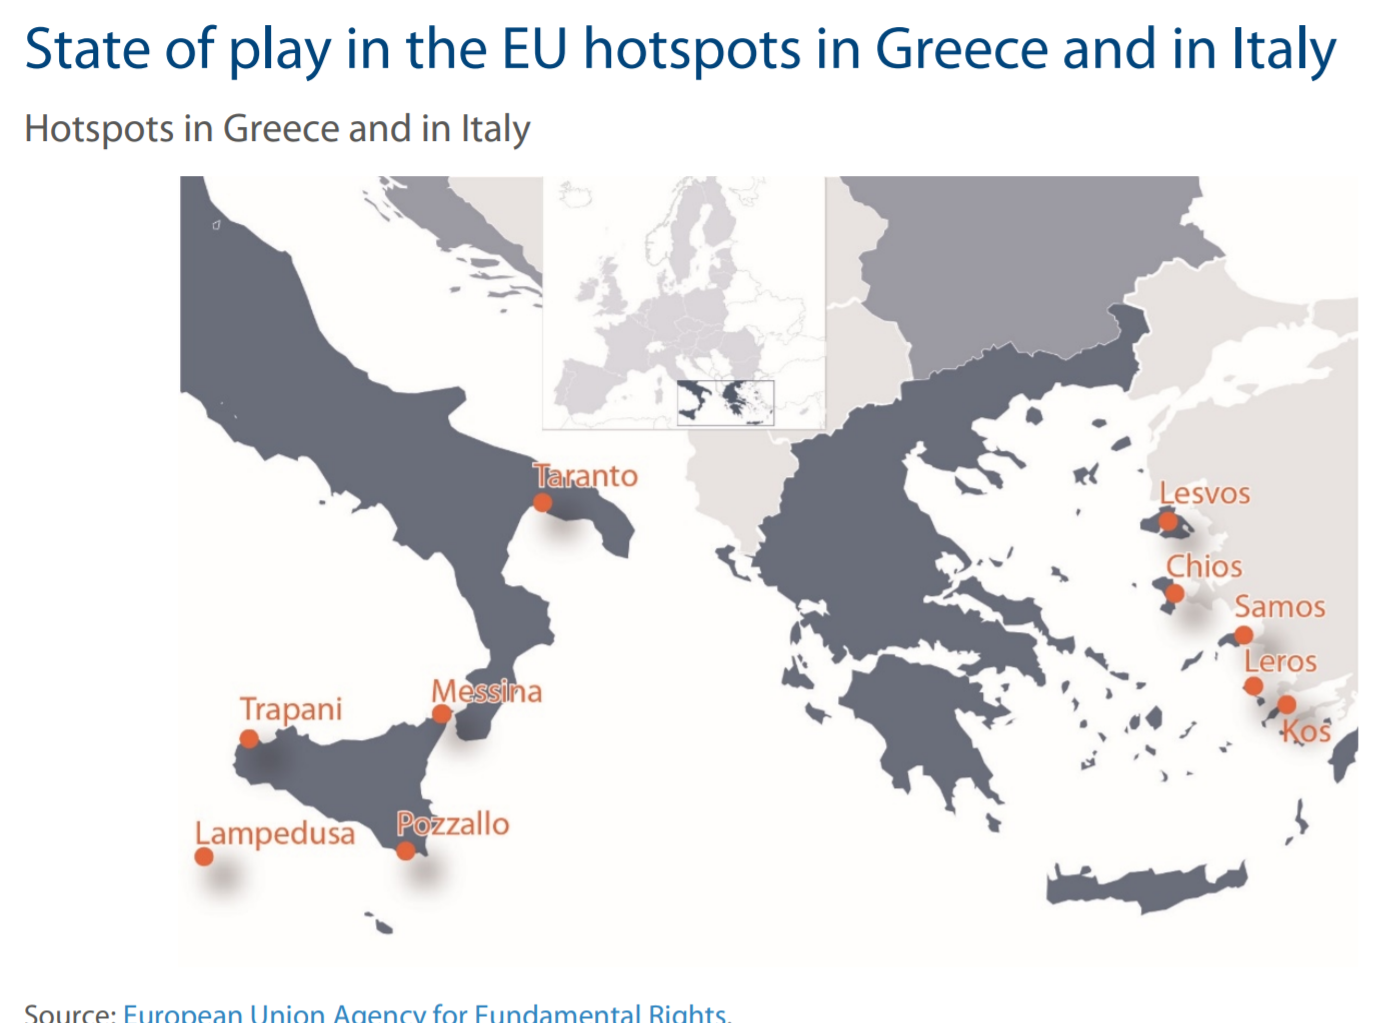 State of play in the EU hotspots in Greece and in Italy
Hotspots in Greece and in Italy
Taranto
Lesvos
Chios
Samos
Leros
Kos
Messina
Trapani
Pozzallo
Lampedusa
Source: European Union Agency for Fundamental Rights.